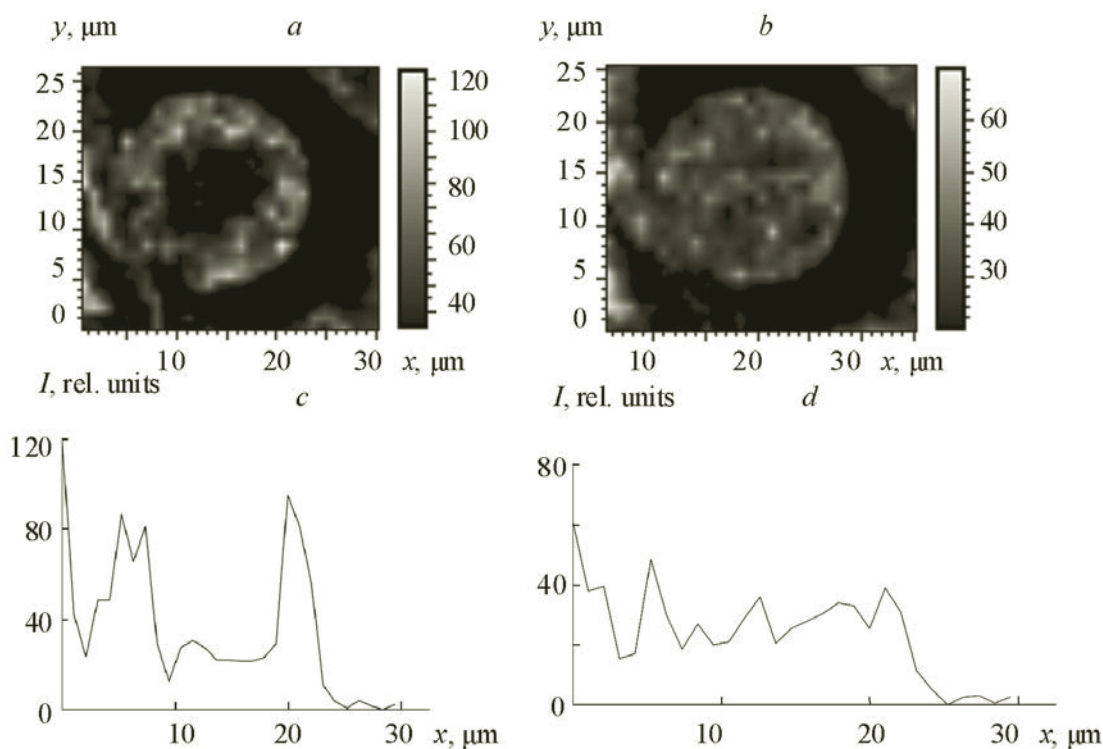 y, μm a y, μm b
25 120 25
20 100 20 60
15 80 15 50
10 60 10 40
5 40 5 30
0 0
10 20 30 x, μm 10 20 30 x, μm
I, rel. units I, rel. units
c d
120 80
80 40
40
0 0
10 20 30 x, μm 10 20 30 x, μm